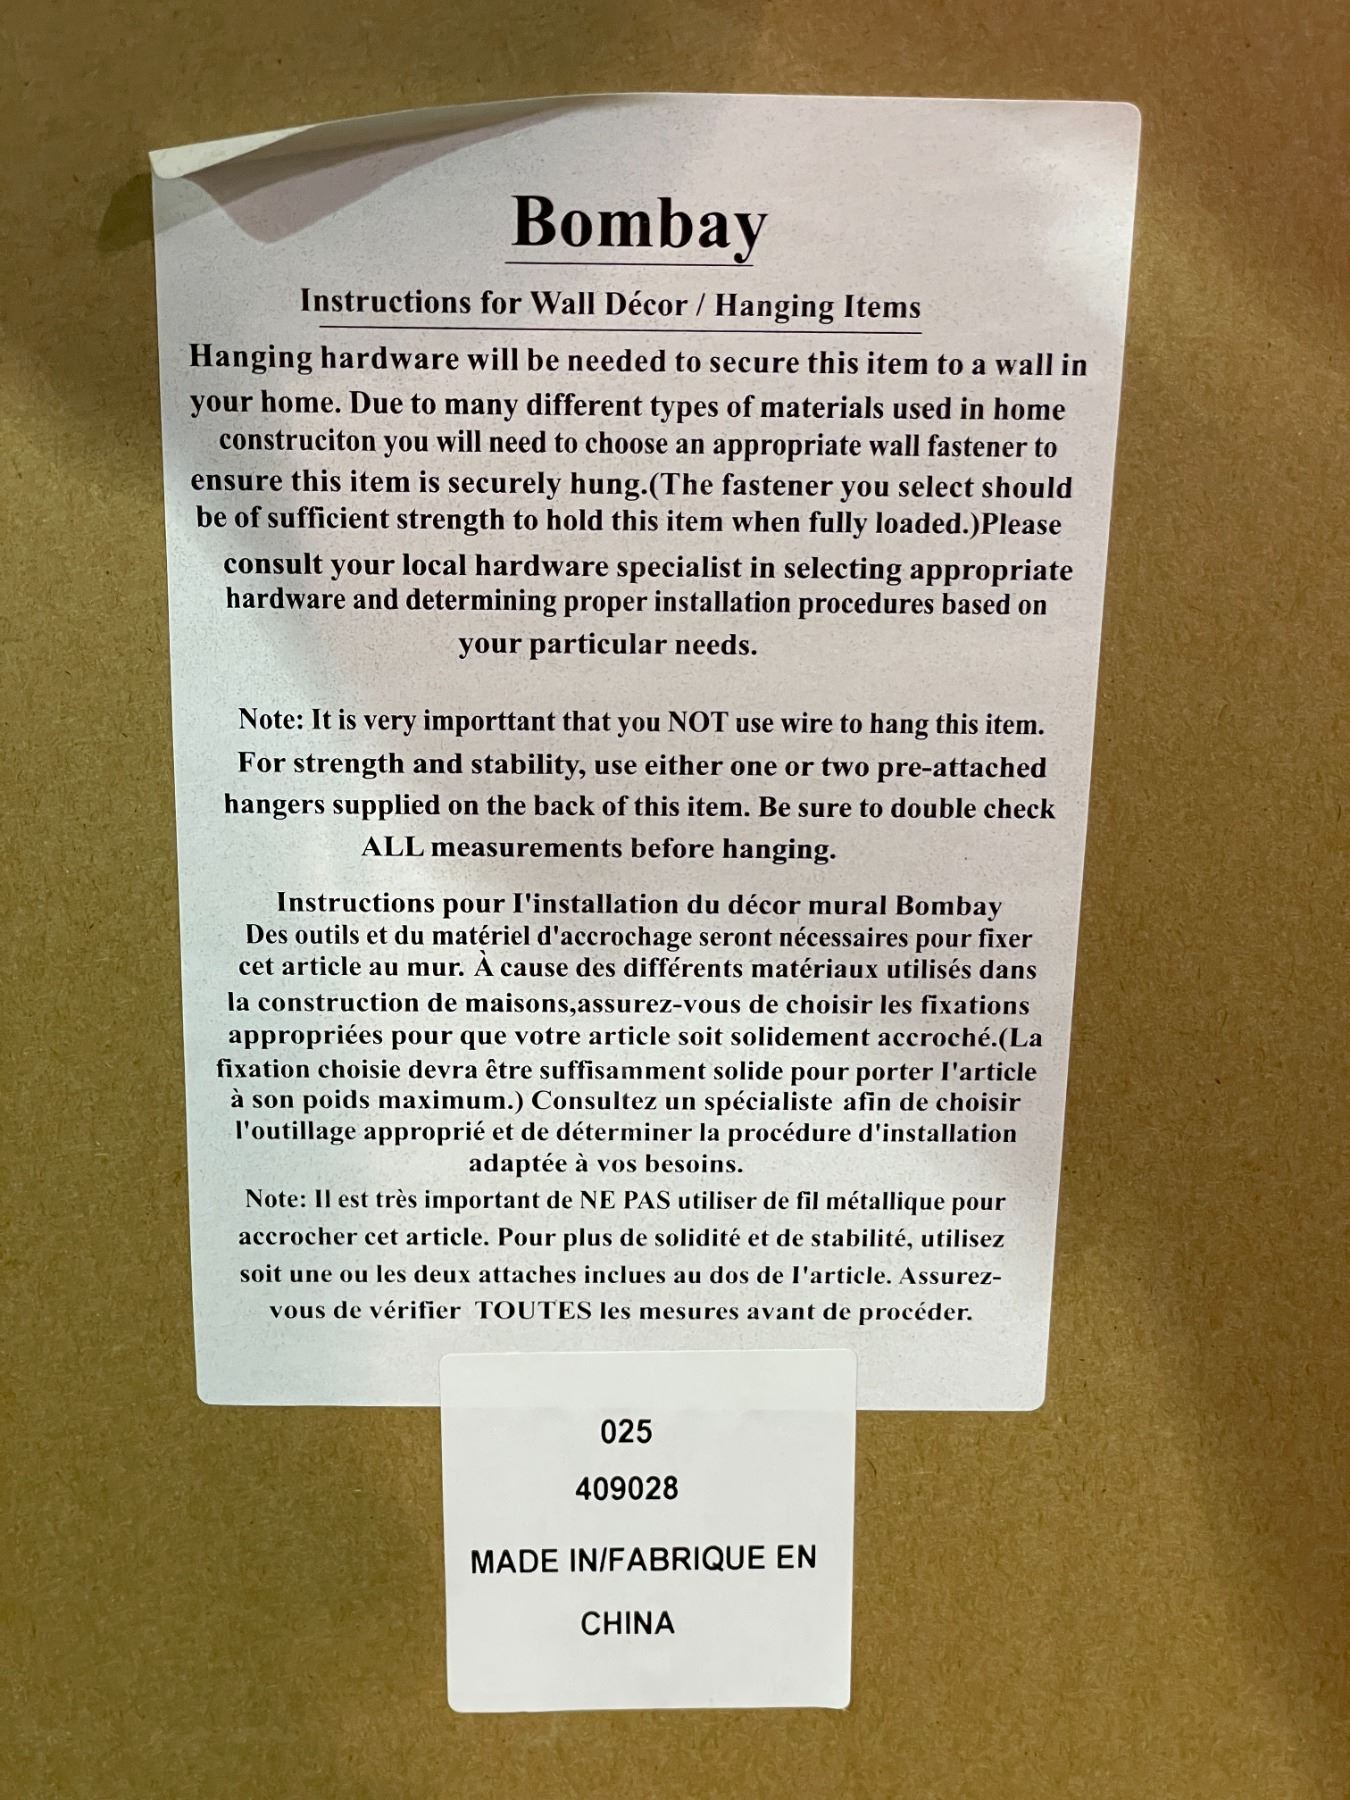 Bombay
Instructions for Wall Décor / Hanging Items
Hanging hardware will be needed to secure this item to a wall in
your home. Due to many different types of materials used in home
construciton you will need to choose an appropriate wall fastener to
ensure this item is securely hung.(The fastener you select should
be of sufficient strength to hold this item when fully loaded.)Please
consult your local hardware specialist in selecting appropriate
hardware and determining proper installation procedures based on
your particular needs.
Note: It is very importtant that you NOT use wire to hang this item.
For strength and stability, use either one or two pre-attached
hangers supplied on the back of this item. Be sure to double check
ALL measurements before hanging.
Instructions pour I'installation du décor mural Bombay
Des outils et du matériel d'accrochage seront nécessaires pour fixer
cet article au mur. À cause des différents matériaux utilisés dans
la construction de maisons,assurez-vous de choisir les fixations
appropriées pour que votre article soit solidement accroché.(La
fixation choisie devra être suffisamment solide pour porter I'article
à son poids maximum.) Consultez un spécialiste afin de choisir
l'outillage approprié et de déterminer la procédure d'installation
adaptée à vos besoins.
Note: Il est très important de NE PAS utiliser de fil métallique pour
accrocher cet article. Pour plus de solidité et de stabilité, utilisez
soit une ou les deux attaches inclues au dos de I'article. Assurez-
vous de vérifier TOUTES les mesures avant de procéder.
025
409028
MADE IN/FABRIQUE EN
CHINA